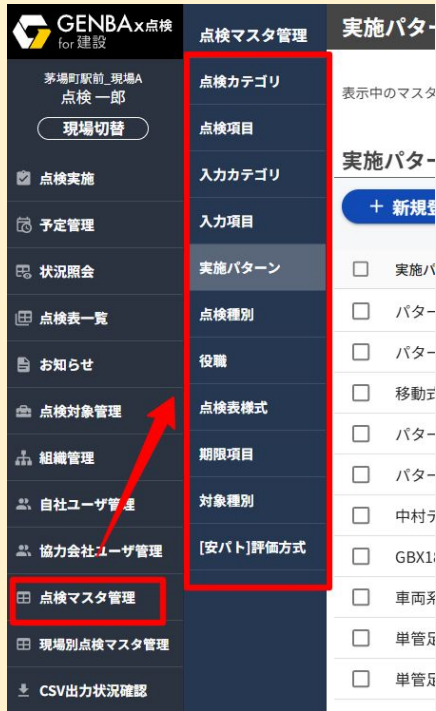 GENBAx点検
for 建設
茅場町駅前_現場A
点検 一郎
現場切替
点検実施
予定管理
状況照会
点検表一覧
お知らせ
点検対象管理
組織管理
自社ユーザ管理
協力会社ユーザ管理
点検マスタ管理
現場別点検マスタ管理
CSV出力状況確認
点検マスタ管理
点検カテゴリ
点検項目
入力カテゴリ
入力項目
実施パターン
点検種別
役職
点検表様式
期限項目
対象種別
[安パト]評価方式
実施パター
表示中のマスタ
実施パター
+ 新規
実施パ
パター
パター
移動式
パター
パター
中村テ
GBX18
車両系
単管足
単管足